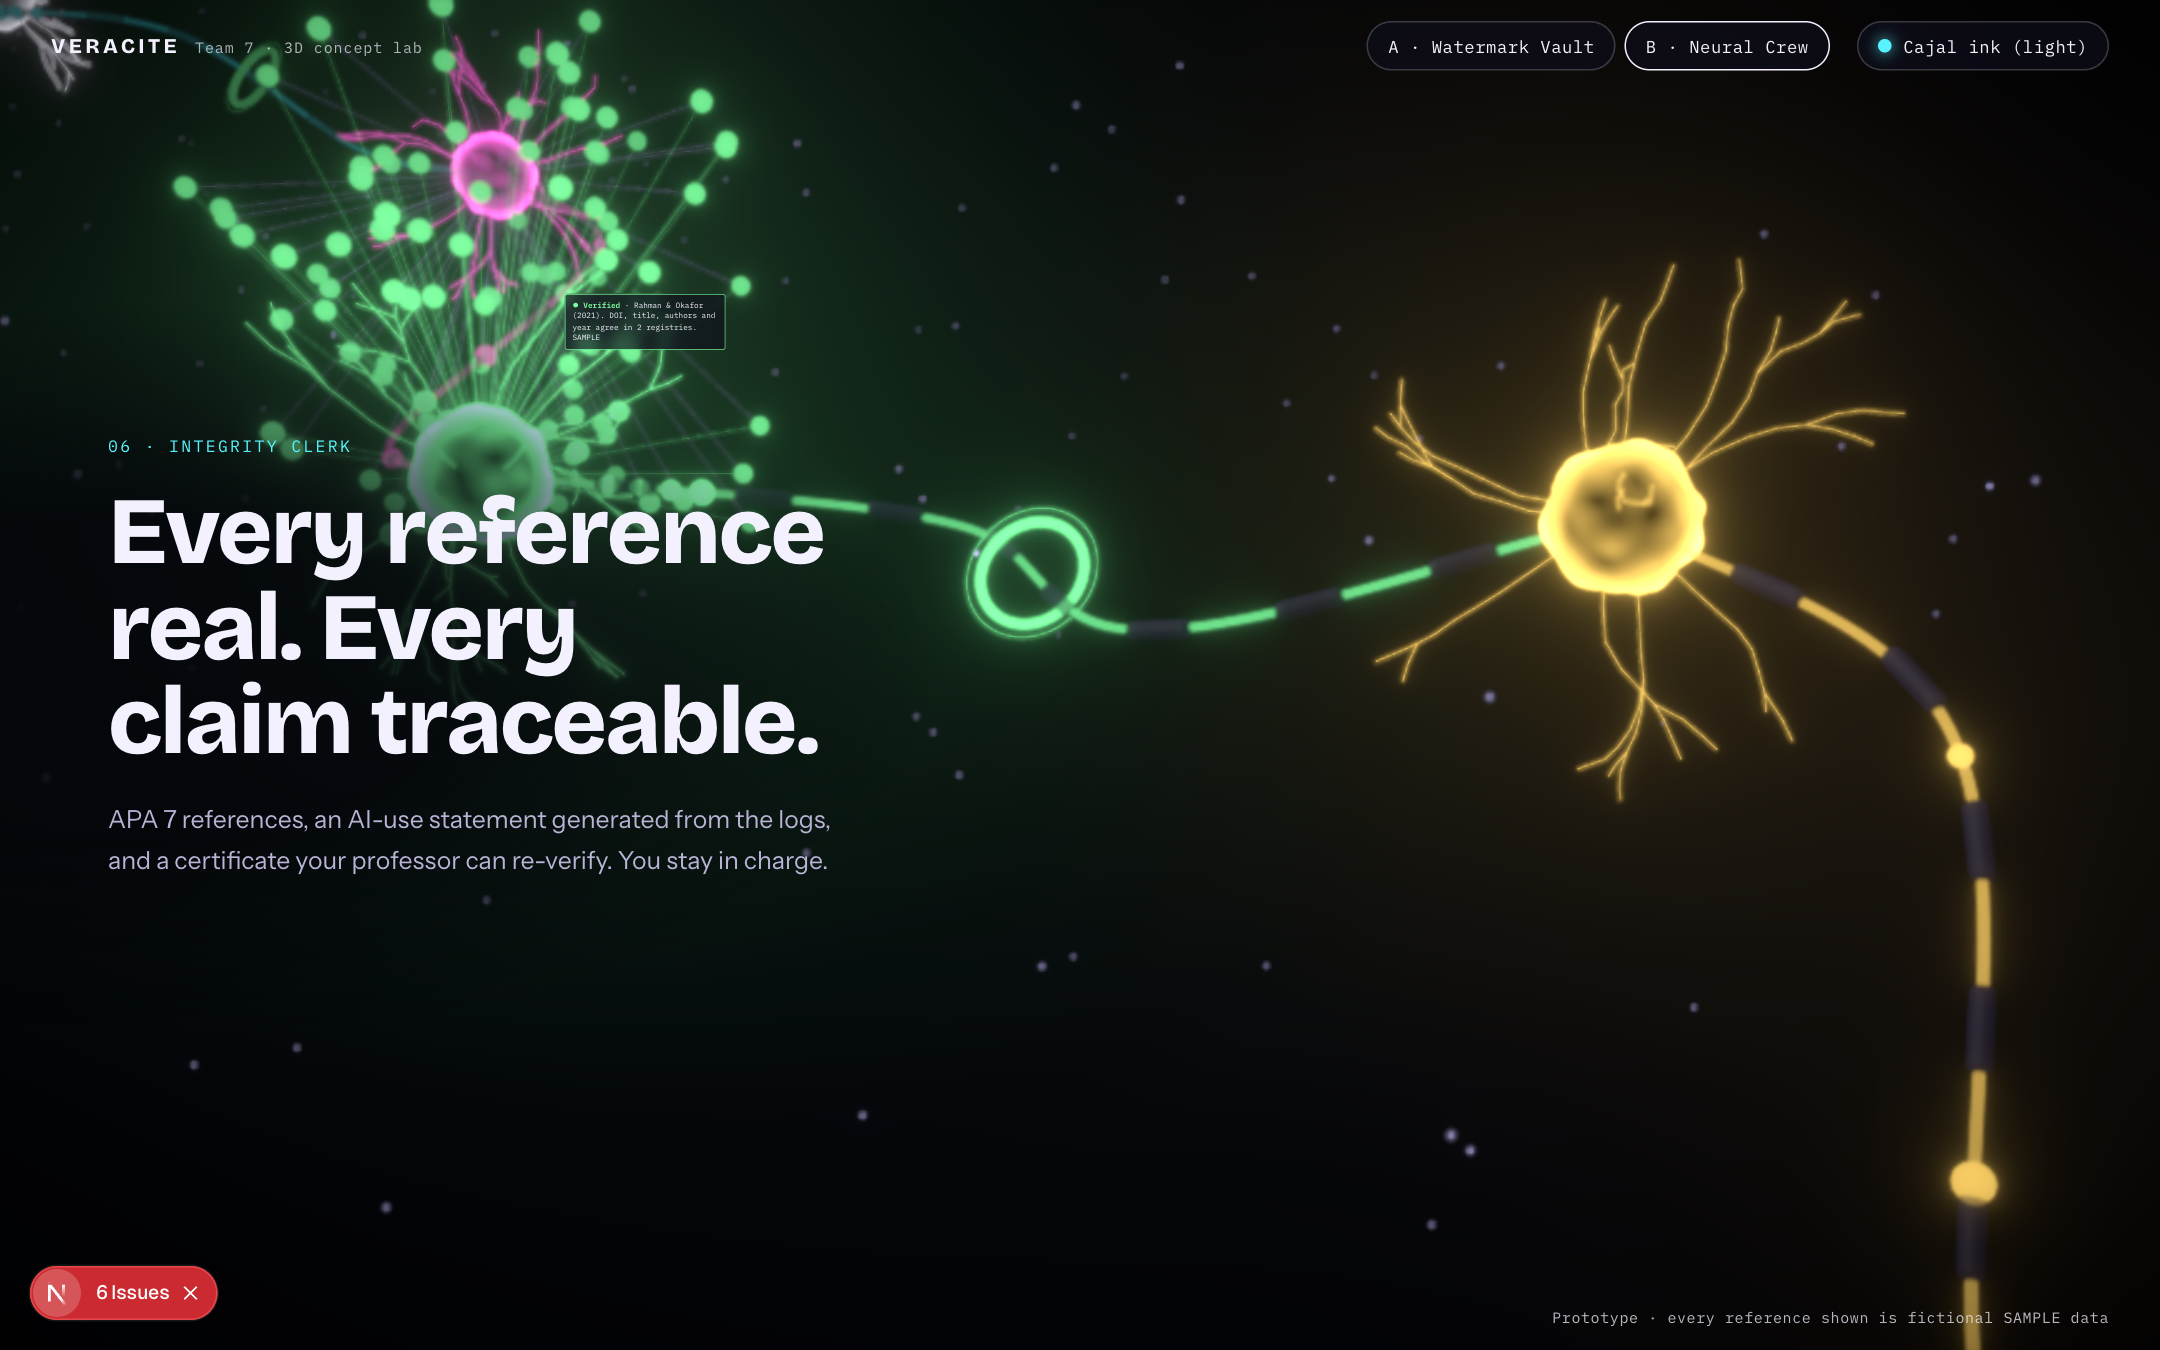 VERACITE Team 7 · 3D concept lab
A · Watermark Vault
B · Neural Crew
Cajal ink (light)
Verified · Rahman & Okafor
(2021). DOI, title, authors and
year agree in 2 registries.
SAMPLE
06 · INTEGRITY CLERK
Every reference
real. Every
claim traceable.
APA 7 references, an AI-use statement generated from the logs,
and a certificate your professor can re-verify. You stay in charge.
N 6 Issues
Prototype · every reference shown is fictional SAMPLE data